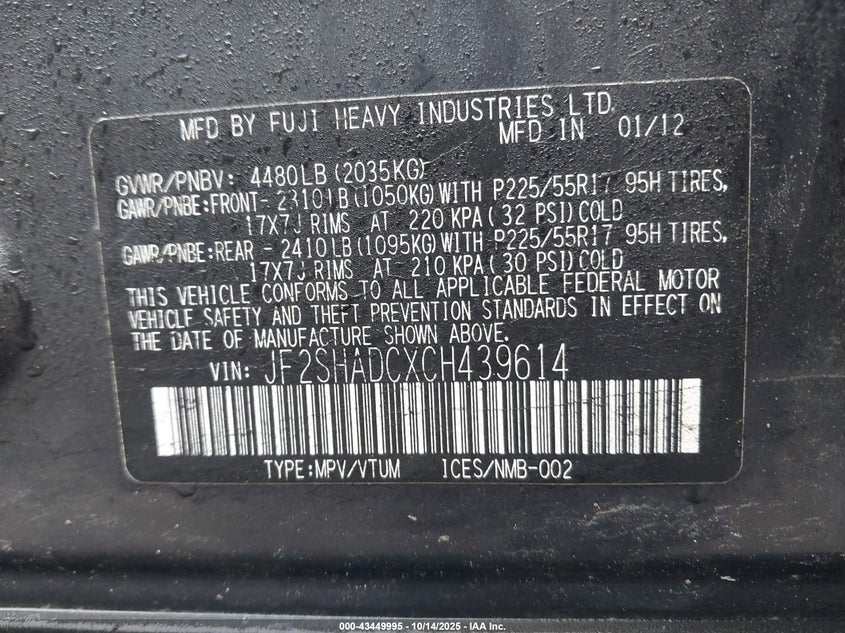 MFD BY FUJI HEAVY INDUSTRIES LTD.
MFD IN 01/12
GVWR/PNBV: 4480LB(2035KG)
GAWR/PNBE:FRONT- 2310LB(1050KG)WITH P225/55R17 95H TIRES,
17X7J RIMS AT 220 KPA(32 PSI)COLD
GAWR/PNBE:REAR - 2410LB(1095KG)WITH P225/55R17 95H TIRES,
17X7J RIMS AT 210 KPA(30 PSI)COLD
THIS VEHICLE CONFORMS TO ALL APPLICABLE FEDERAL MOTOR
VEHICLE SAFETY AND THEFT PREVENTION STANDARDS IN EFFECT ON
THE DATE OF MANUFACTURE SHOWN ABOVE.
VIN: JF2SHADCXCH439614
TYPE:MPV/VTUM ICES/NMB-002
000-43449995 - 10/14/2025 - IAA Inc.